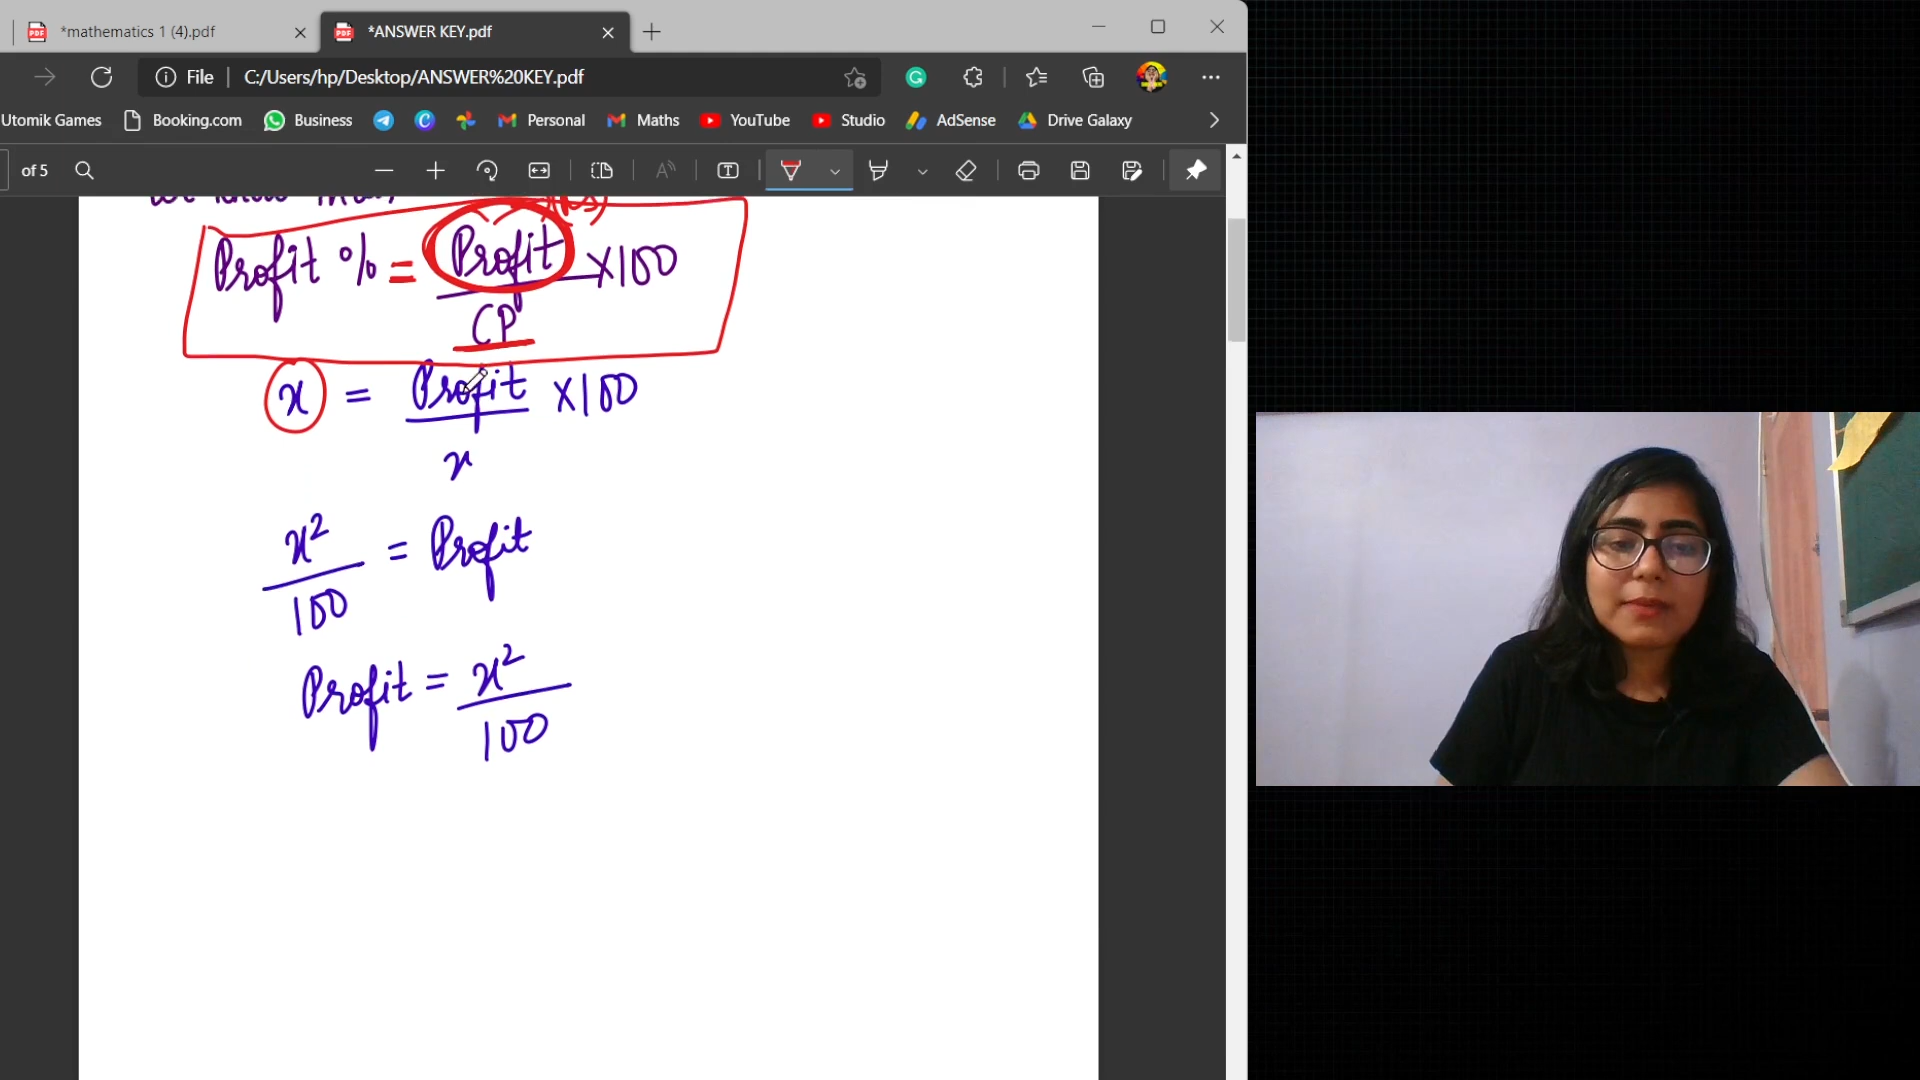 *mathematics 1 (4).pdf
*ANSWER KEY.pdf
File
C:/Users/hp/Desktop/ANSWER%20KEY.pdf
Utomik Games
Booking.com
Business
Personal
Maths
YouTube
Studio
AdSense
Drive Galaxy
of 5
Profit % = Profit ×100
CP
x = Profit ×100
x
x² = Profit
100
Profit = x²
100